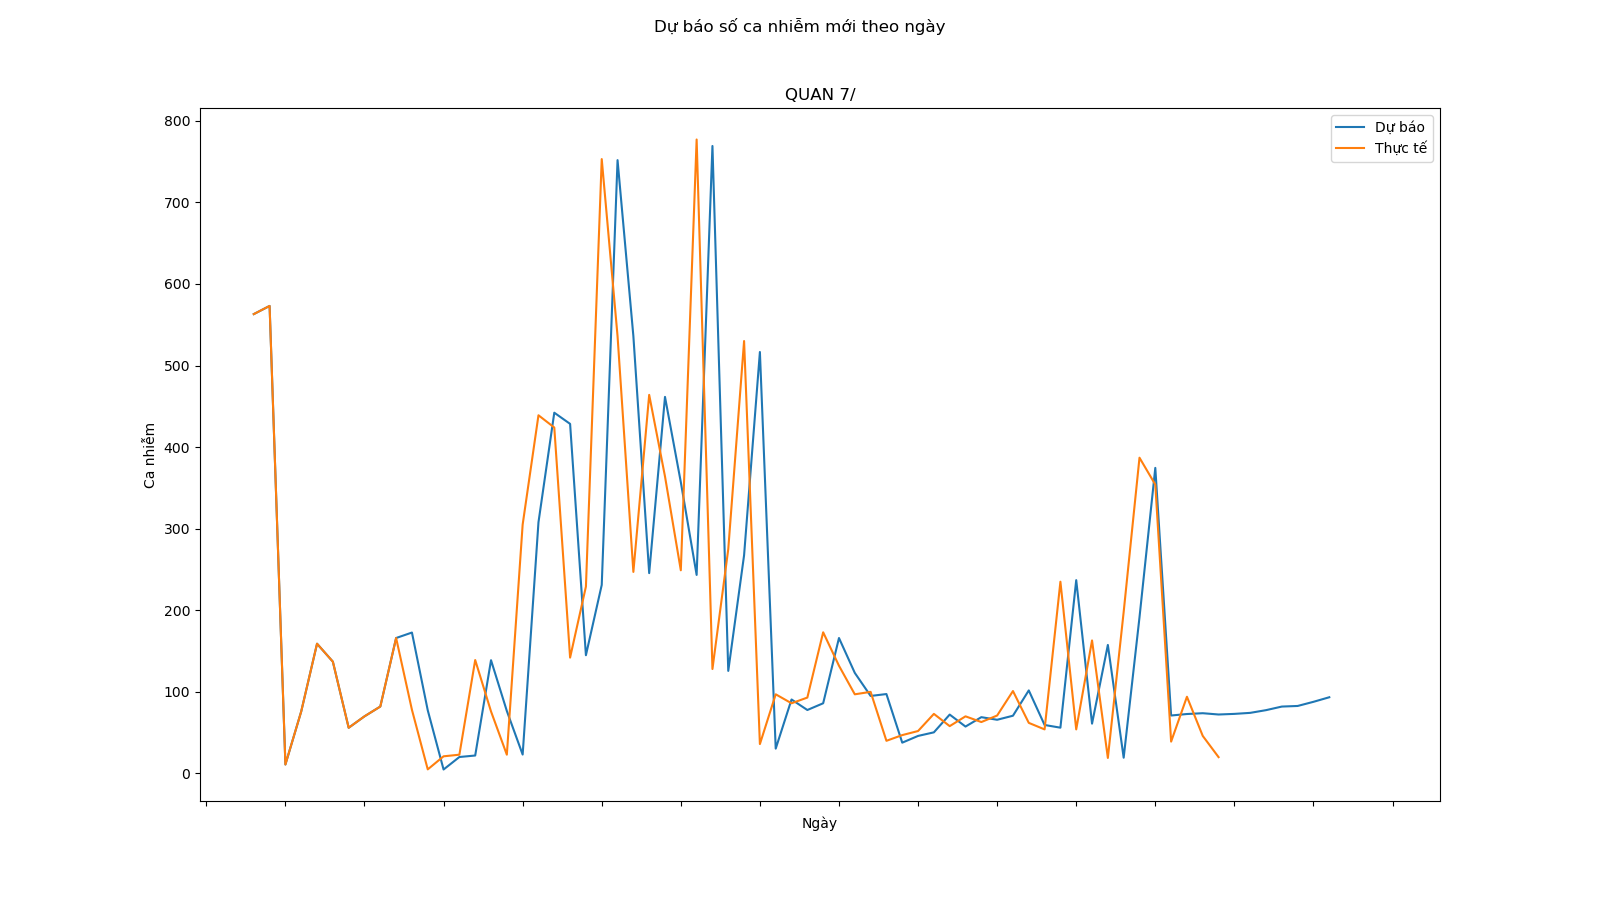 Dự báo số ca nhiễm mới theo ngày
QUAN 7/
Dự báo
Thực tế
800
700
600
500
400
300
200
100
0
Ca nhiễm
Ngày